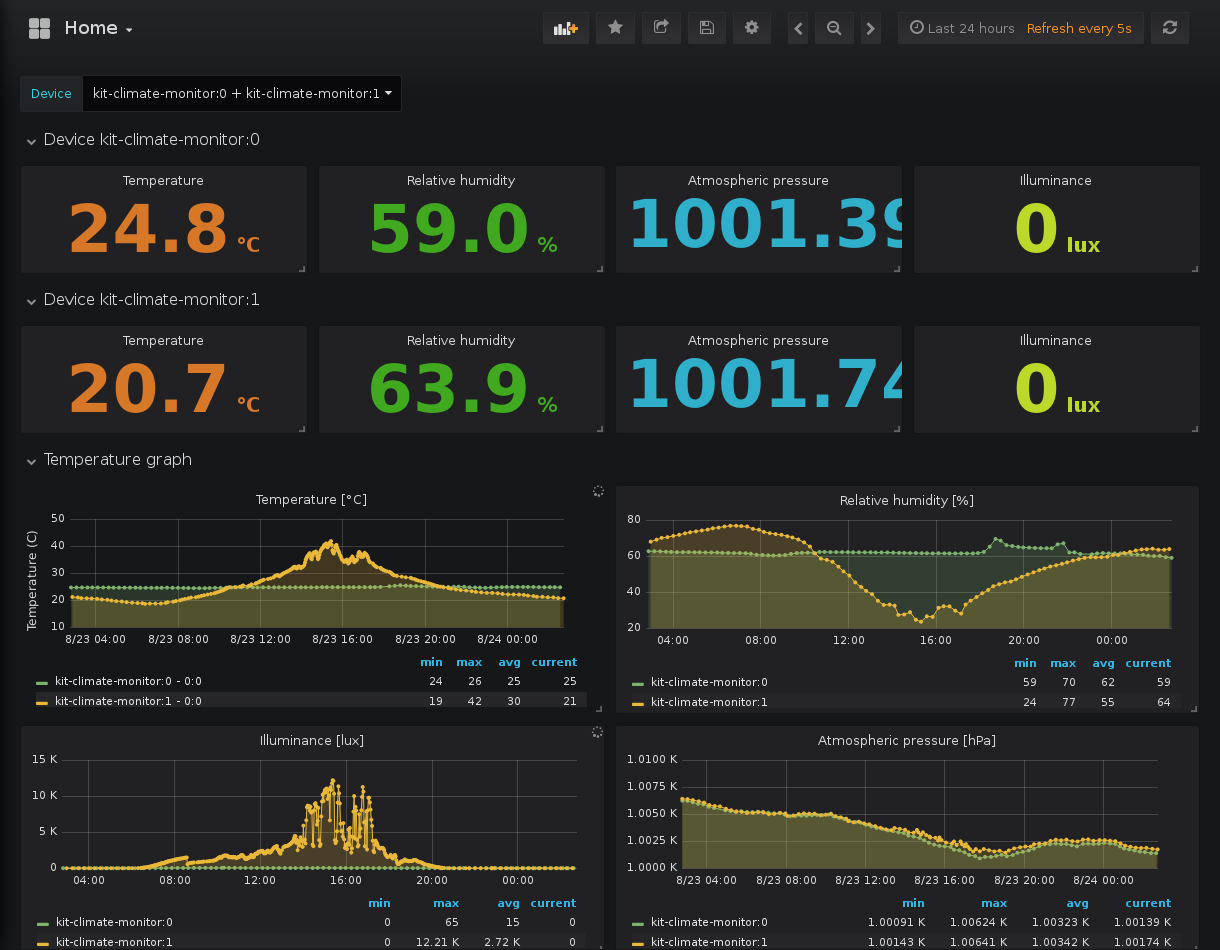 Home
Last 24 hours Refresh every 5s
Device kit-climate-monitor:0 + kit-climate-monitor:1
Device kit-climate-monitor:0
Temperature Relative humidity Atmospheric pressure Illuminance
24.8 °C 59.0 % 1001.39 0 lux
Device kit-climate-monitor:1
Temperature Relative humidity Atmospheric pressure Illuminance
20.7 °C 63.9 % 1001.74 0 lux
Temperature graph
Temperature [°C]
Temperature (C)
50
40
30
20
10
8/23 04:00 8/23 08:00 8/23 12:00 8/23 16:00 8/23 20:00 8/24 00:00
min max avg current
kit-climate-monitor:0 - 0:0 24 26 25 25
kit-climate-monitor:1 - 0:0 19 42 30 21
Relative humidity [%]
80
60
40
20
04:00 08:00 12:00 16:00 20:00 00:00
min max avg current
kit-climate-monitor:0 59 70 62 59
kit-climate-monitor:1 24 77 55 64
Illuminance [lux]
15 K
10 K
5 K
0
04:00 08:00 12:00 16:00 20:00 00:00
min max avg current
kit-climate-monitor:0 0 65 15 0
kit-climate-monitor:1 0 12.21 K 2.72 K 0
Atmospheric pressure [hPa]
1.0100 K
1.0075 K
1.0050 K
1.0025 K
1.0000 K
8/23 04:00 8/23 08:00 8/23 12:00 8/23 16:00 8/23 20:00 8/24 00:00
min max avg current
kit-climate-monitor:0 1.00091 K 1.00624 K 1.00323 K 1.00139 K
kit-climate-monitor:1 1.00143 K 1.00641 K 1.00342 K 1.00174 K